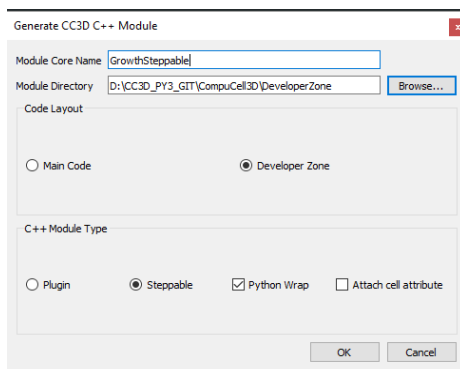 Generate CC3D C++ Module
x
Module Core Name GrowthSteppable
Module Directory D:\CC3D_PY3_GIT\CompuCell3D\DeveloperZone Browse...
Code Layout
Main Code Developer Zone
C++ Module Type
Plugin Steppable Python Wrap Attach cell attribute
OK Cancel